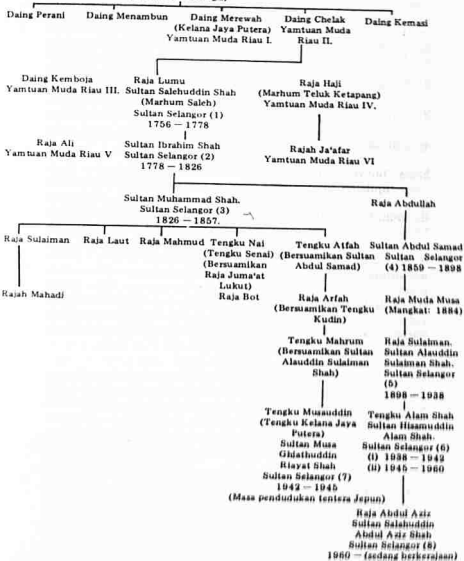 Daing Perani
Daing Menambun
Daing Merewah
(Kelana Jaya Putera)
Yamtuan Muda Riau I.
Daing Chelak
Yamtuan Muda
Riau II.
Daing Kemasi
Daing Kemboja
Yamtuan Muda Riau III.
Raja Lumu
Sultan Salehuddin Shah
(Marhum Saleh)
Sultan Selangor (1)
1756 — 1778
Raja Haji
(Marhum Teluk Ketapang)
Yamtuan Muda Riau IV.
Raja Ali
Yamtuan Muda Riau V
Sultan Ibrahim Shah
Sultan Selangor (2)
1778 — 1826
Rajah Ja'afar
Yamtuan Muda Riau VI
Sultan Muhammad Shah.
Sultan Selangor (3)
1826 — 1857.
Raja Abdullah
Raja Sulaiman
Raja Laut
Raja Mahmud
Tengku Nai
(Tengku Senai)
(Bersuamikan
Raja Juma'at
Lukut)
Raja Bot
Tengku Atfah
(Bersuamikan Sultan
Abdul Samad)
Sultan Abdul Samad
Sultan Selangor
(4) 1859 — 1898
Rajah Mahadi
Raja Arfah
(Bersuamikan Tengku
Kudin)
Raja Muda Musa
(Mangkat: 1884)
Tengku Mahrum
(Bersuamikan Sultan
Alauddin Sulaiman
Shah)
Raja Sulaiman.
Sultan Alauddin
Sulaiman Shah.
Sultan Selangor
(5)
1898 — 1938
Tengku Musauddin
(Tengku Kelana Jaya
Putera)
Sultan Musa
Ghiathuddin
Riayat Shah
Sultan Selangor (7)
1942 — 1945
(Masa pendudukan tentera Jepun)
Tengku Alam Shah
Sultan Hisamuddin
Alam Shah.
Sultan Selangor (6)
(i) 1938 — 1942
(ii) 1945 — 1960
Raja Abdul Aziz
Sultan Salahuddin
Abdul Aziz Shah
Sultan Selangor (8)
1960 — (sedang berkerajaan)